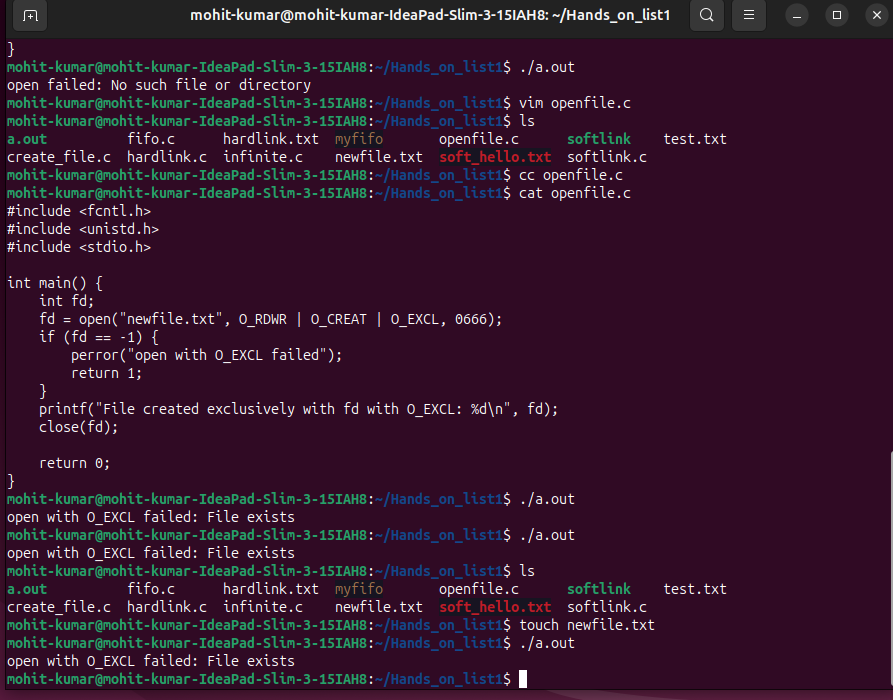 mohit-kumar@mohit-kumar-IdeaPad-Slim-3-15IAH8: ~/Hands_on_list1
}
mohit-kumar@mohit-kumar-IdeaPad-Slim-3-15IAH8:~/Hands_on_list1$ ./a.out
open failed: No such file or directory
mohit-kumar@mohit-kumar-IdeaPad-Slim-3-15IAH8:~/Hands_on_list1$ vim openfile.c
mohit-kumar@mohit-kumar-IdeaPad-Slim-3-15IAH8:~/Hands_on_list1$ ls
a.out          fifo.c      hardlink.txt  myfifo       openfile.c      softlink    test.txt
create_file.c  hardlink.c  infinite.c    newfile.txt  soft_hello.txt  softlink.c
mohit-kumar@mohit-kumar-IdeaPad-Slim-3-15IAH8:~/Hands_on_list1$ cc openfile.c
mohit-kumar@mohit-kumar-IdeaPad-Slim-3-15IAH8:~/Hands_on_list1$ cat openfile.c
#include <fcntl.h>
#include <unistd.h>
#include <stdio.h>

int main() {
    int fd;
    fd = open("newfile.txt", O_RDWR | O_CREAT | O_EXCL, 0666);
    if (fd == -1) {
        perror("open with O_EXCL failed");
        return 1;
    }
    printf("File created exclusively with fd with O_EXCL: %d\n", fd);
    close(fd);

    return 0;
}
mohit-kumar@mohit-kumar-IdeaPad-Slim-3-15IAH8:~/Hands_on_list1$ ./a.out
open with O_EXCL failed: File exists
mohit-kumar@mohit-kumar-IdeaPad-Slim-3-15IAH8:~/Hands_on_list1$ ./a.out
open with O_EXCL failed: File exists
mohit-kumar@mohit-kumar-IdeaPad-Slim-3-15IAH8:~/Hands_on_list1$ ls
a.out          fifo.c      hardlink.txt  myfifo       openfile.c      softlink    test.txt
create_file.c  hardlink.c  infinite.c    newfile.txt  soft_hello.txt  softlink.c
mohit-kumar@mohit-kumar-IdeaPad-Slim-3-15IAH8:~/Hands_on_list1$ touch newfile.txt
mohit-kumar@mohit-kumar-IdeaPad-Slim-3-15IAH8:~/Hands_on_list1$ ./a.out
open with O_EXCL failed: File exists
mohit-kumar@mohit-kumar-IdeaPad-Slim-3-15IAH8:~/Hands_on_list1$